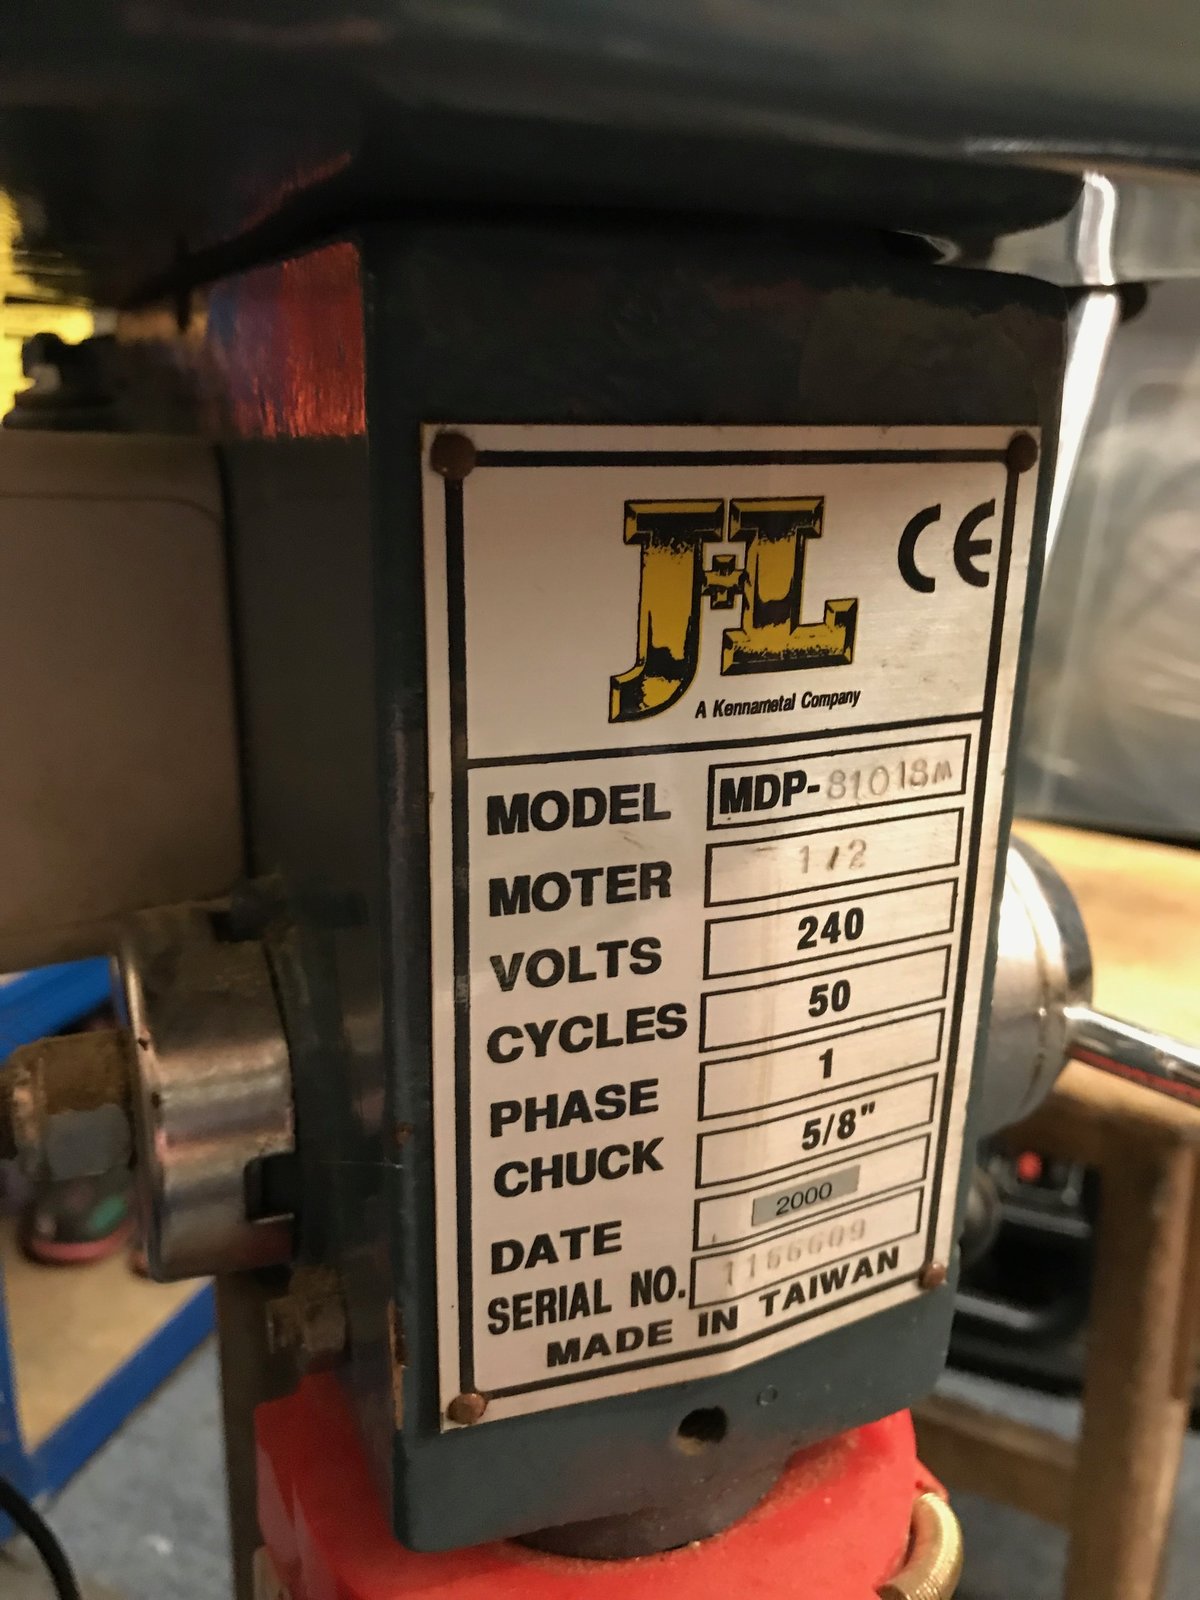 J&L
CE
A Kennametal Company
MODEL MDP-81018M
MOTER 1/2
VOLTS 240
CYCLES 50
PHASE 1
CHUCK 5/8"
DATE 2000
SERIAL NO. 1166609
MADE IN TAIWAN